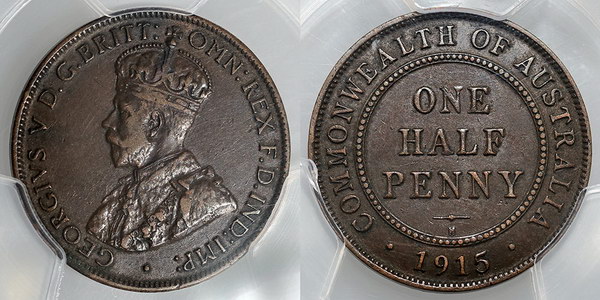 GEORGIVS V D.G.BRITT: OMN: REX F.D.IND:IMP:
COMMONWEALTH OF AUSTRALIA
ONE
HALF
PENNY
H
1915